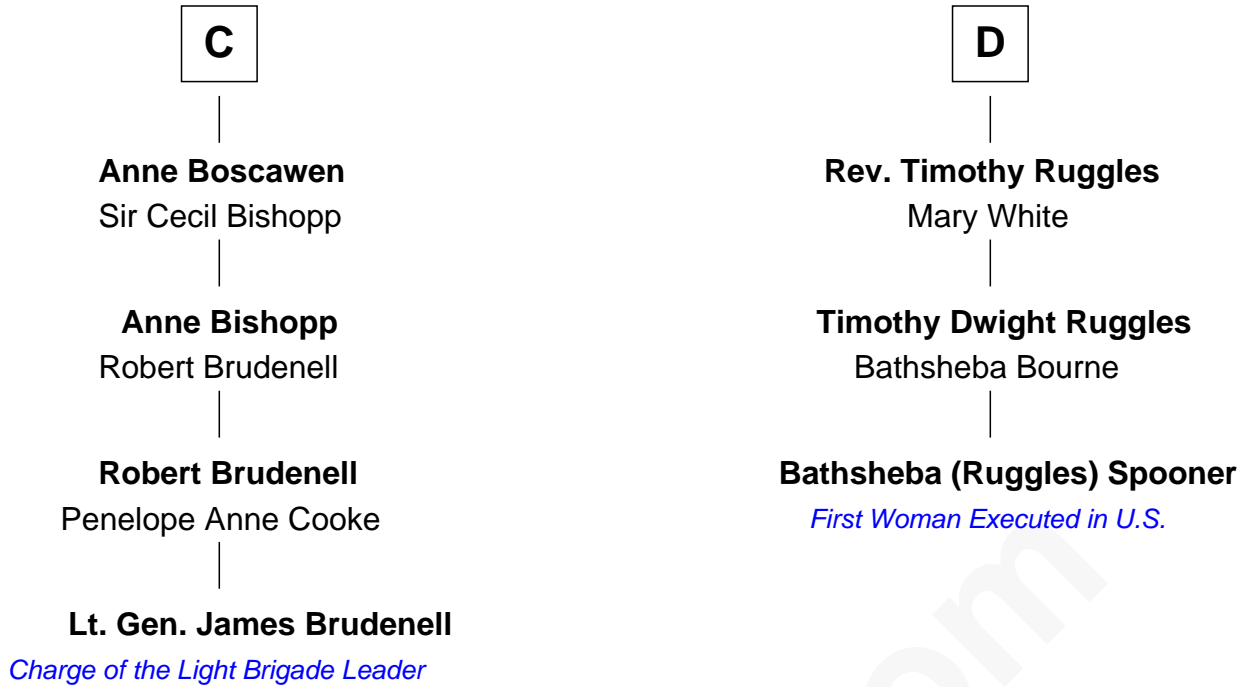 C
Anne Boscawen
Sir Cecil Bishopp
Anne Bishopp
Robert Brudenell
Robert Brudenell
Penelope Anne Cooke
Lt. Gen. James Brudenell
Charge of the Light Brigade Leader
D
Rev. Timothy Ruggles
Mary White
Timothy Dwight Ruggles
Bathsheba Bourne
Bathsheba (Ruggles) Spooner
First Woman Executed in U.S.
om